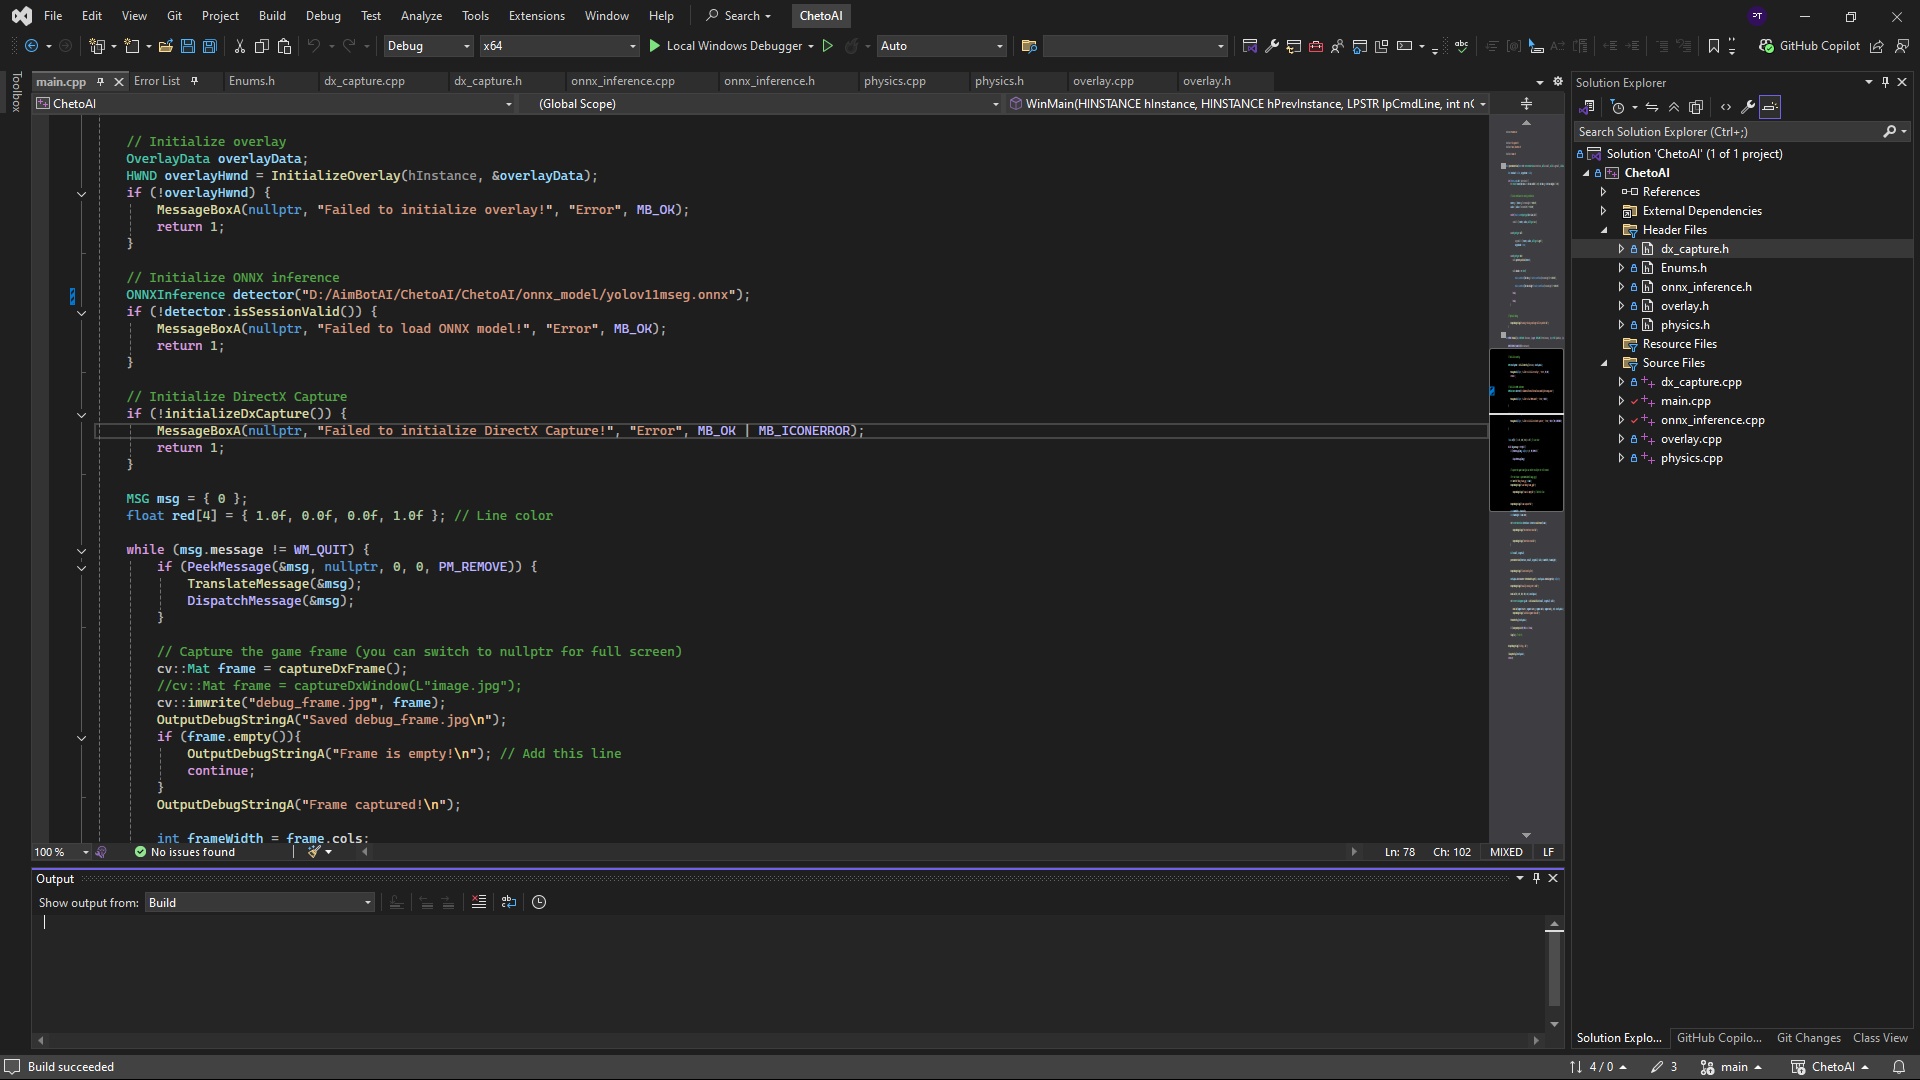 File Edit View Git Project Build Debug Test Analyze Tools Extensions Window Help Search ChetoAI PT
Debug x64 Local Windows Debugger Auto GitHub Copilot
Toolbox
main.cpp Error List Enums.h dx_capture.cpp dx_capture.h onnx_inference.cpp onnx_inference.h physics.cpp physics.h overlay.cpp overlay.h
ChetoAI (Global Scope) WinMain(HINSTANCE hInstance, HINSTANCE hPrevInstance, LPSTR lpCmdLine, int n
// Initialize overlay
OverlayData overlayData;
HWND overlayHwnd = InitializeOverlay(hInstance, &overlayData);
if (!overlayHwnd) {
MessageBoxA(nullptr, "Failed to initialize overlay!", "Error", MB_OK);
return 1;
}
// Initialize ONNX inference
ONNXInference detector("D:/AimBotAI/ChetoAI/ChetoAI/onnx_model/yolov11mseg.onnx");
if (!detector.isSessionValid()) {
MessageBoxA(nullptr, "Failed to load ONNX model!", "Error", MB_OK);
return 1;
}
// Initialize DirectX Capture
if (!initializeDxCapture()) {
MessageBoxA(nullptr, "Failed to initialize DirectX Capture!", "Error", MB_OK | MB_ICONERROR);
return 1;
}
MSG msg = { 0 };
float red[4] = { 1.0f, 0.0f, 0.0f, 1.0f }; // Line color
while (msg.message != WM_QUIT) {
if (PeekMessage(&msg, nullptr, 0, 0, PM_REMOVE)) {
TranslateMessage(&msg);
DispatchMessage(&msg);
}
// Capture the game frame (you can switch to nullptr for full screen)
cv::Mat frame = captureDxFrame();
//cv::Mat frame = captureDxWindow(L"image.jpg");
cv::imwrite("debug_frame.jpg", frame);
OutputDebugStringA("Saved debug_frame.jpg\n");
if (frame.empty()){
OutputDebugStringA("Frame is empty!\n"); // Add this line
continue;
}
OutputDebugStringA("Frame captured!\n");
int frameWidth = frame.cols;
100 % No issues found Ln: 78 Ch: 102 MIXED LF
Output
Show output from: Build
Solution Explorer
Search Solution Explorer (Ctrl+;)
Solution 'ChetoAI' (1 of 1 project)
ChetoAI
References
External Dependencies
Header Files
dx_capture.h
Enums.h
onnx_inference.h
overlay.h
physics.h
Resource Files
Source Files
dx_capture.cpp
main.cpp
onnx_inference.cpp
overlay.cpp
physics.cpp
Solution Explo... GitHub Copilo... Git Changes Class View
Build succeeded 4 / 0 3 main ChetoAI